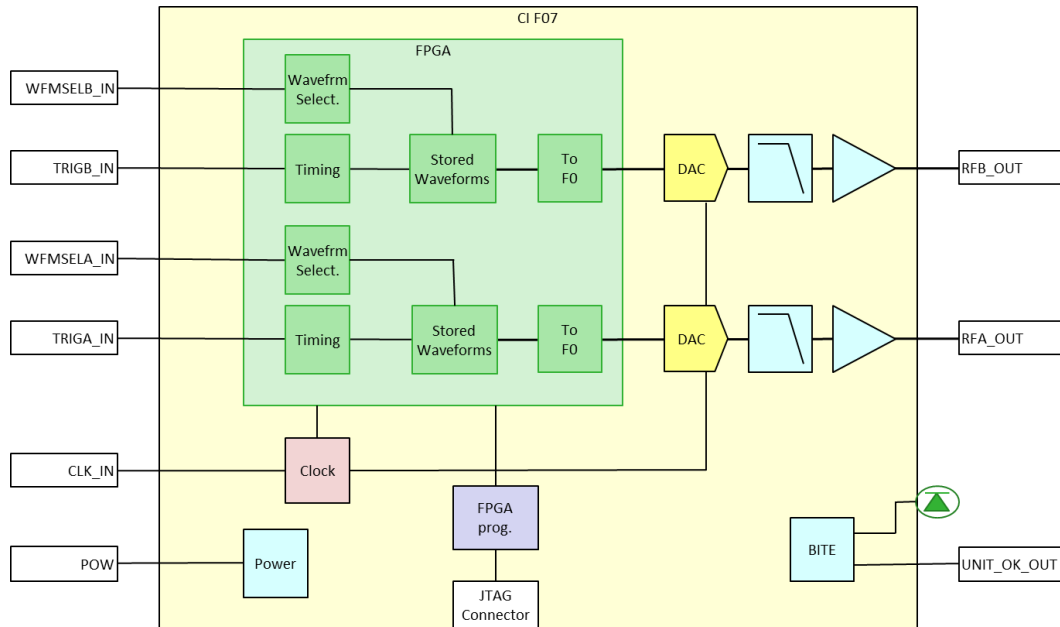 CI F07
FPGA
WFMSELB_IN
Wavefrm
Select.
TRIGB_IN
Timing
Stored
Waveforms
To
F0
DAC
RFB_OUT
WFMSELA_IN
Wavefrm
Select.
TRIGA_IN
Timing
Stored
Waveforms
To
F0
DAC
RFA_OUT
CLK_IN
Clock
FPGA
prog.
POW
Power
BITE
UNIT_OK_OUT
JTAG
Connector